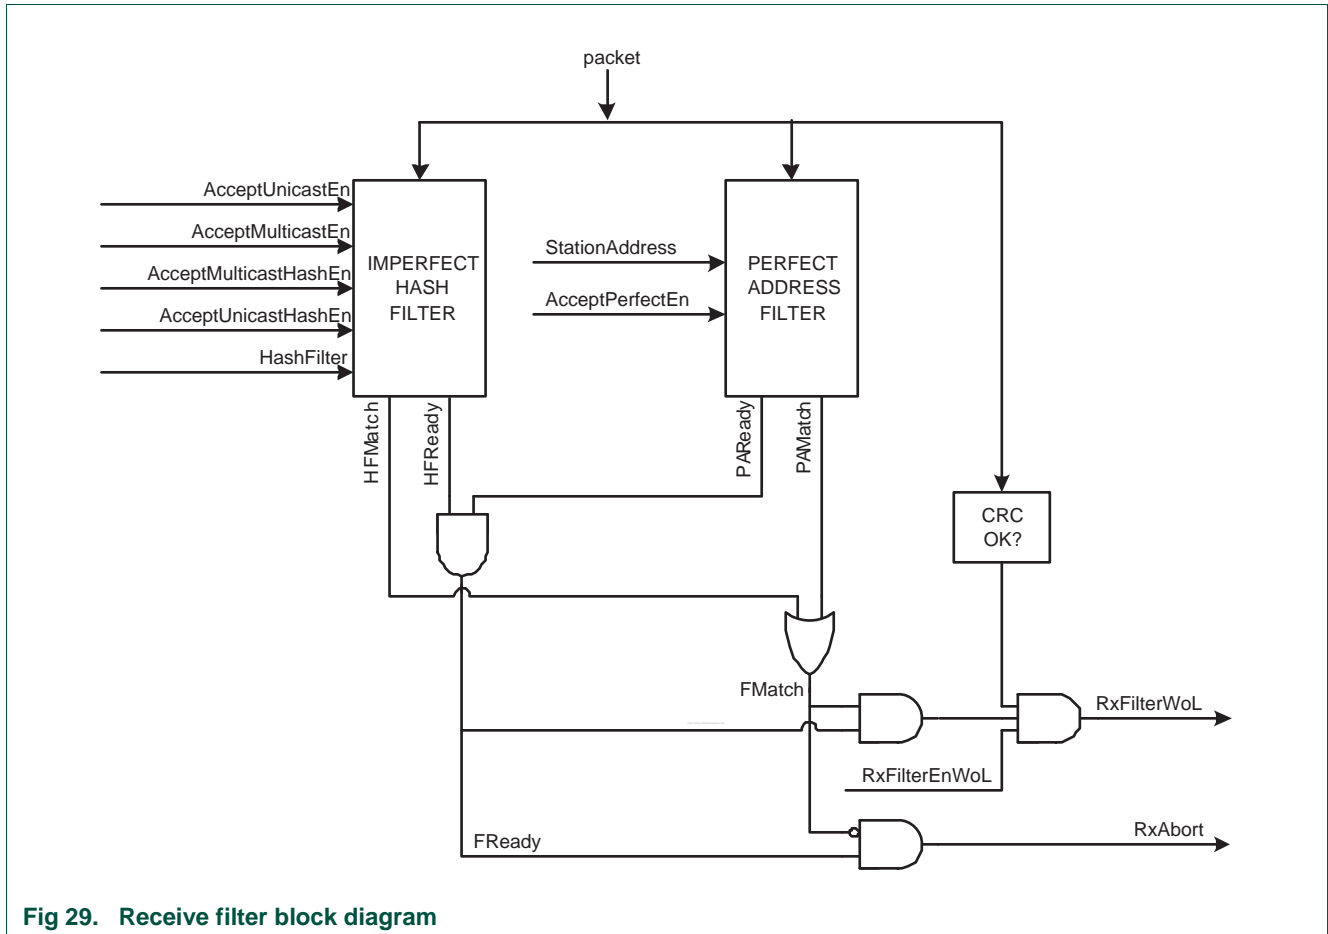 packet
AcceptUnicastEn
AcceptMulticastEn
AcceptMulticastHashEn
AcceptUnicastHashEn
HashFilter
IMPERFECT
HASH
FILTER
StationAddress
AcceptPerfectEn
PERFECT
ADDRESS
FILTER
HFMatch
HFReady
PAReady
PAMatch
CRC
OK?
FMatch
RxFilterWoL
RxFilterEnWoL
RxAbort
FReady
Fig 29. Receive filter block diagram